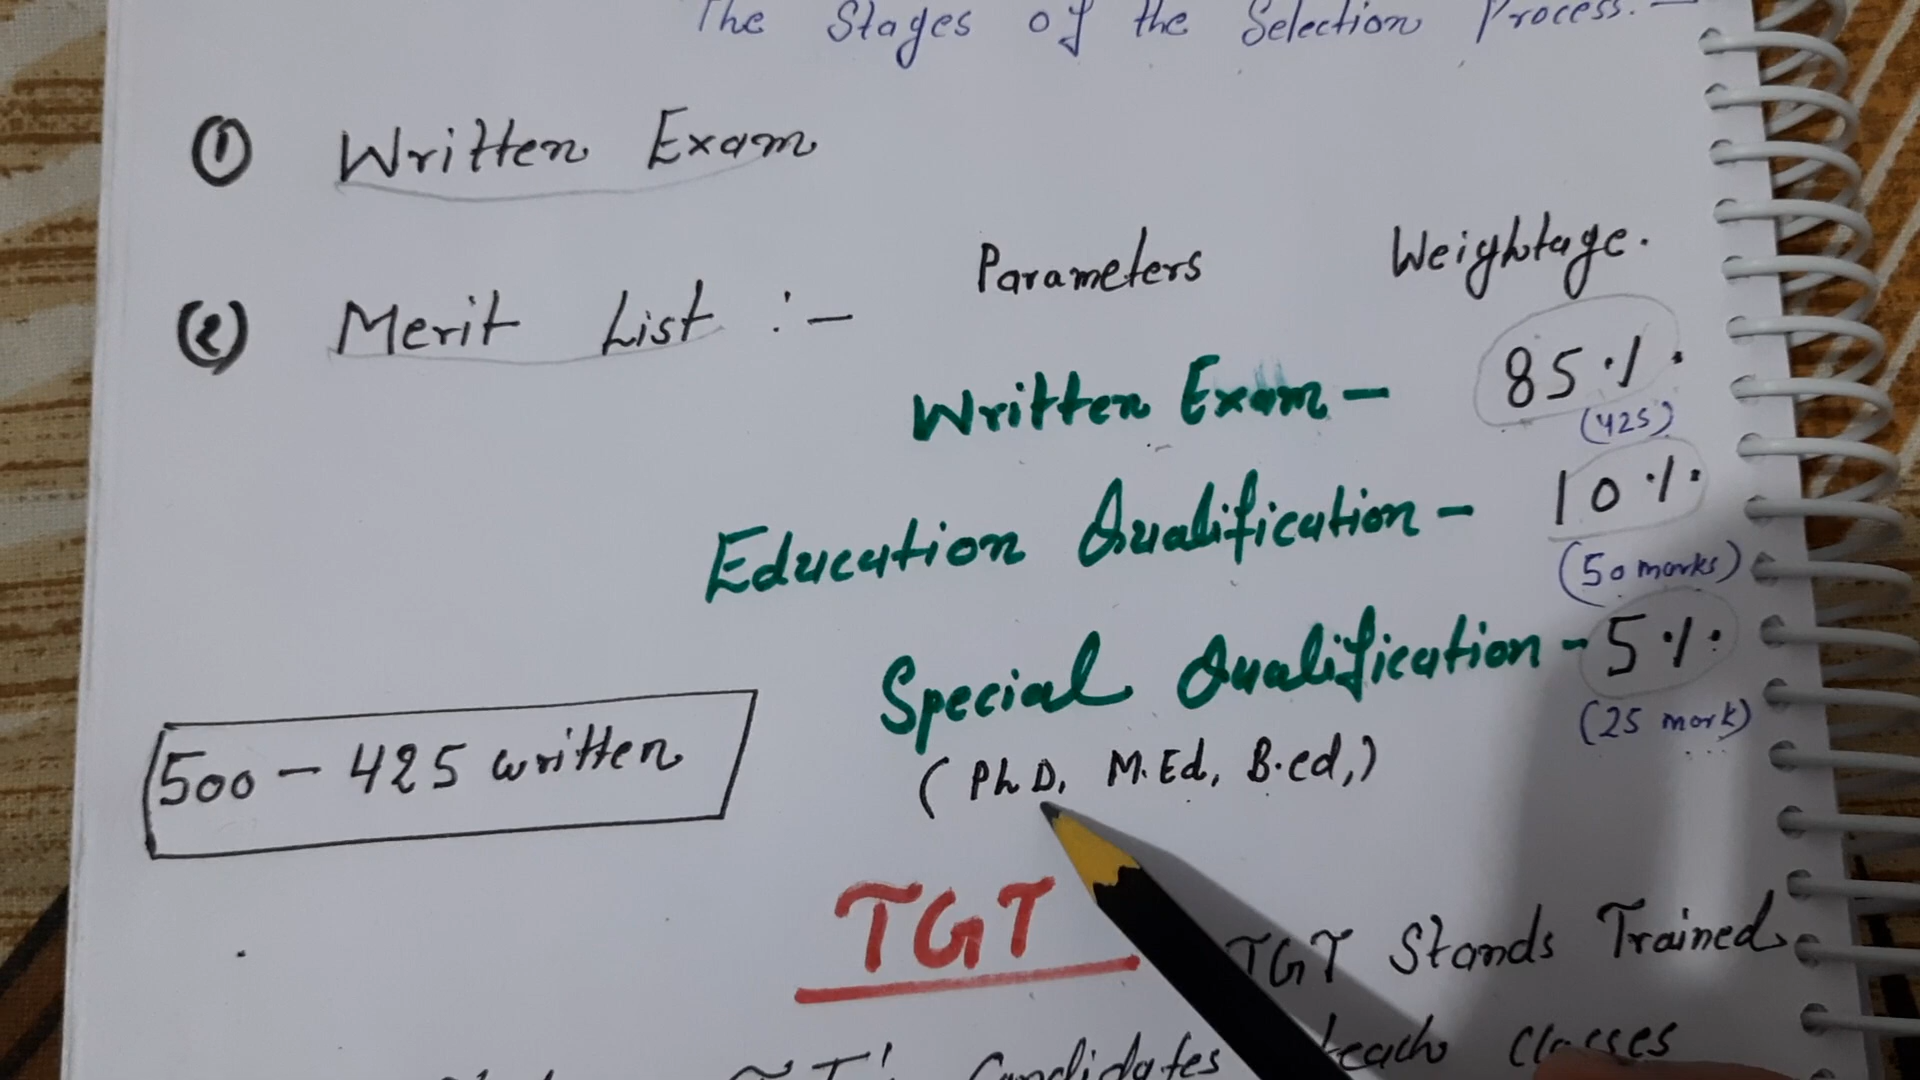 The Stages of the Selection Process. -
① Written Exam
Parameters Weightage.
(2) Merit List :-
Written Exam - 85%
(425)
Education Qualification - 10%
(50 marks)
Special Qualification - 5%
(25 mark)
500 - 425 written
(Ph D, M.Ed, B.ed,)
TGT
TGT Stands Trained
Candidates teach Classes